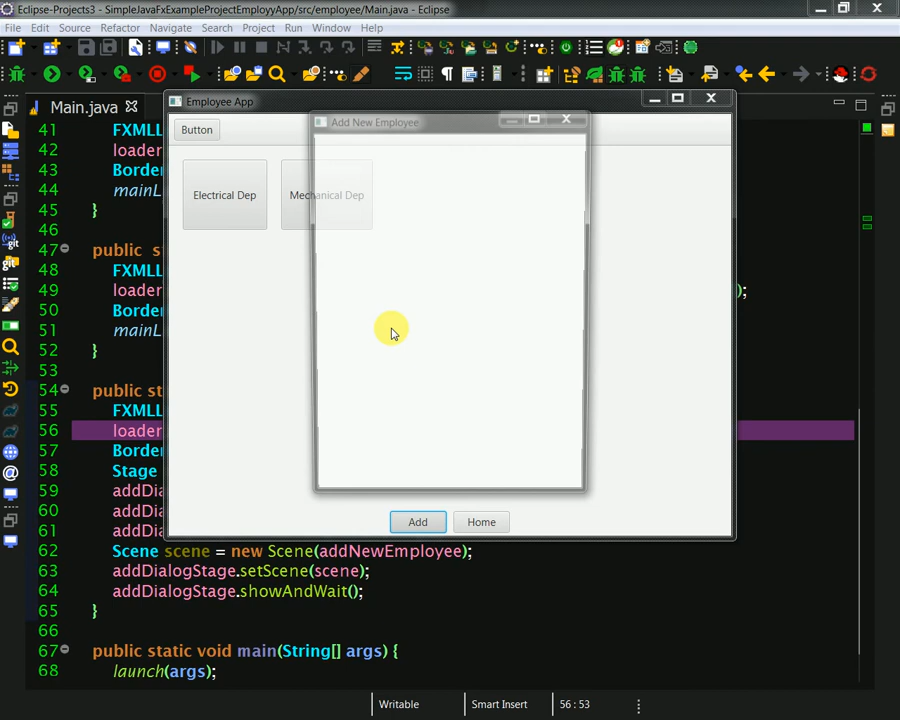 Eclipse-Projects3 - SimpleJavaFxExampleProjectEmployyApp/src/employee/Main.java - Eclipse
File Edit Source Refactor Navigate Search Project Run Window Help
Main.java
Employee App
Add New Employee
Button
Electrical Dep
Mechanical Dep
Add
Home
41 FXMLL
42 loader
43 Border
44 mainL
45 }
46
47 public s
48 FXMLL
49 loader );
50 Border
51 mainL
52 }
53
54 public st
55 FXMLL
56 loader
57 Border
58 Stage
59 addDia
60 addDia
61 addDia
62 Scene scene = new Scene(addNewEmployee);
63 addDialogStage.setScene(scene);
64 addDialogStage.showAndWait();
65 }
66
67 public static void main(String[] args) {
68 launch(args);
Writable Smart Insert 56 : 53